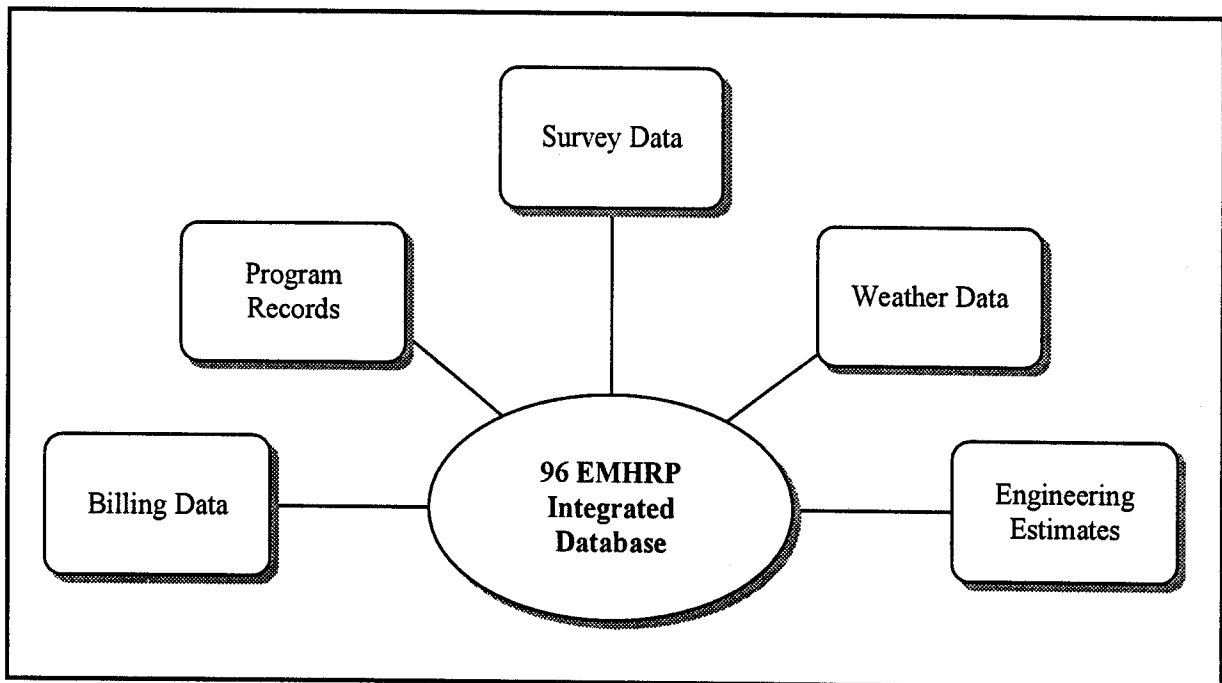 Survey Data
Program
Records
Weather Data
Billing Data
96 EMHRP
Integrated
Database
Engineering
Estimates